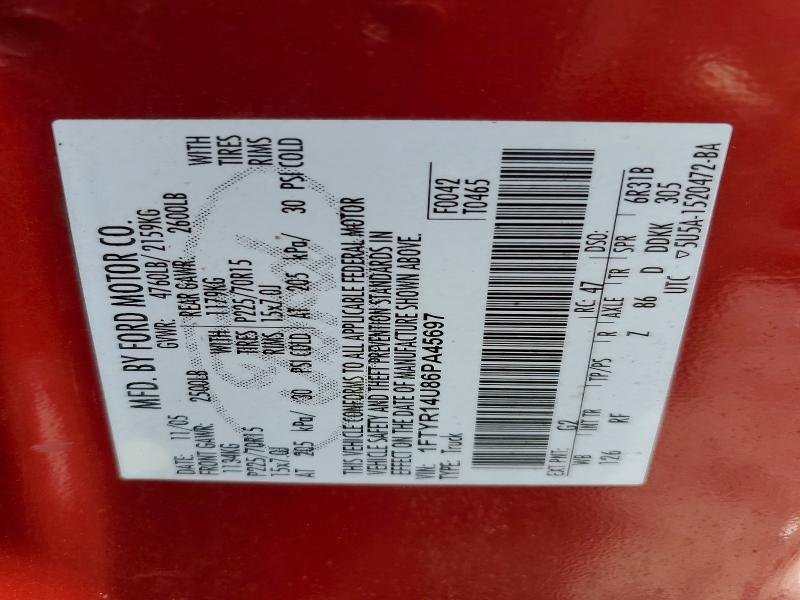 MFD. BY FORD MOTOR CO.
DATE: 11/05 GVWR: 4760LB/ 2159KG
FRONT GAWR: 2500LB REAR GAWR: 2600LB
1134KG WITH 1179KG WITH
P225/70R15 TIRES P225/70R15 TIRES
15x7.0J RIMS 15x7.0J RIMS
AT 205 kPa/ 30 PSI COLD AT 205 kPa/ 30 PSI COLD
THIS VEHICLE CONFORMS TO ALL APPLICABLE FEDERAL MOTOR
VEHICLE SAFETY AND THEFT PREVENTION STANDARDS IN
EFFECT ON THE DATE OF MANUFACTURE SHOWN ABOVE.
VIN: 1FTYR14U86PA45697 F0042
TYPE: Truck T0465
EXT PNT: G2 RC: 47 DSO:
WB INT TR TP/PS R AXLE TR SPR 6R31B
126 RF Z 86 D DDKK 305
UTC ▽5U5A-1520472-BA